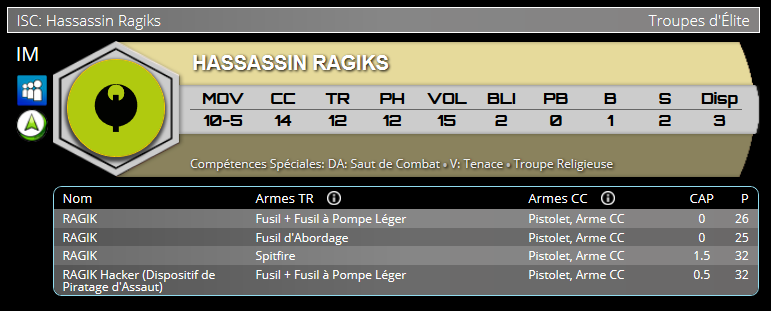 ISC: Hassassin Ragiks Troupes d'Élite
IM
HASSASSIN RAGIKS
MOV CC TR PH VOL BLI PB B S Disp
10-5 14 12 12 15 2 0 1 2 3
Compétences Spéciales: DA: Saut de Combat • V: Tenace • Troupe Religieuse
Nom Armes TR Armes CC CAP P
RAGIK Fusil + Fusil à Pompe Léger Pistolet, Arme CC 0 26
RAGIK Fusil d'Abordage Pistolet, Arme CC 0 25
RAGIK Spitfire Pistolet, Arme CC 1.5 32
RAGIK Hacker (Dispositif de Fusil + Fusil à Pompe Léger Pistolet, Arme CC 0.5 32
Piratage d'Assaut)